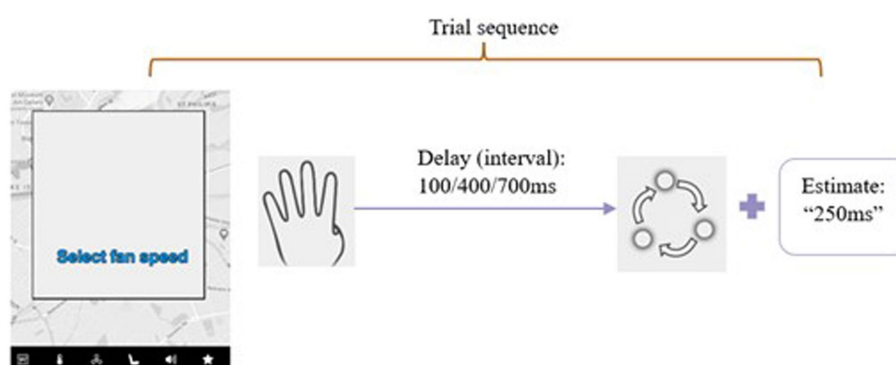 Trial sequence
Select fan speed
Delay (interval):
100/400/700ms
Estimate:
“250ms”